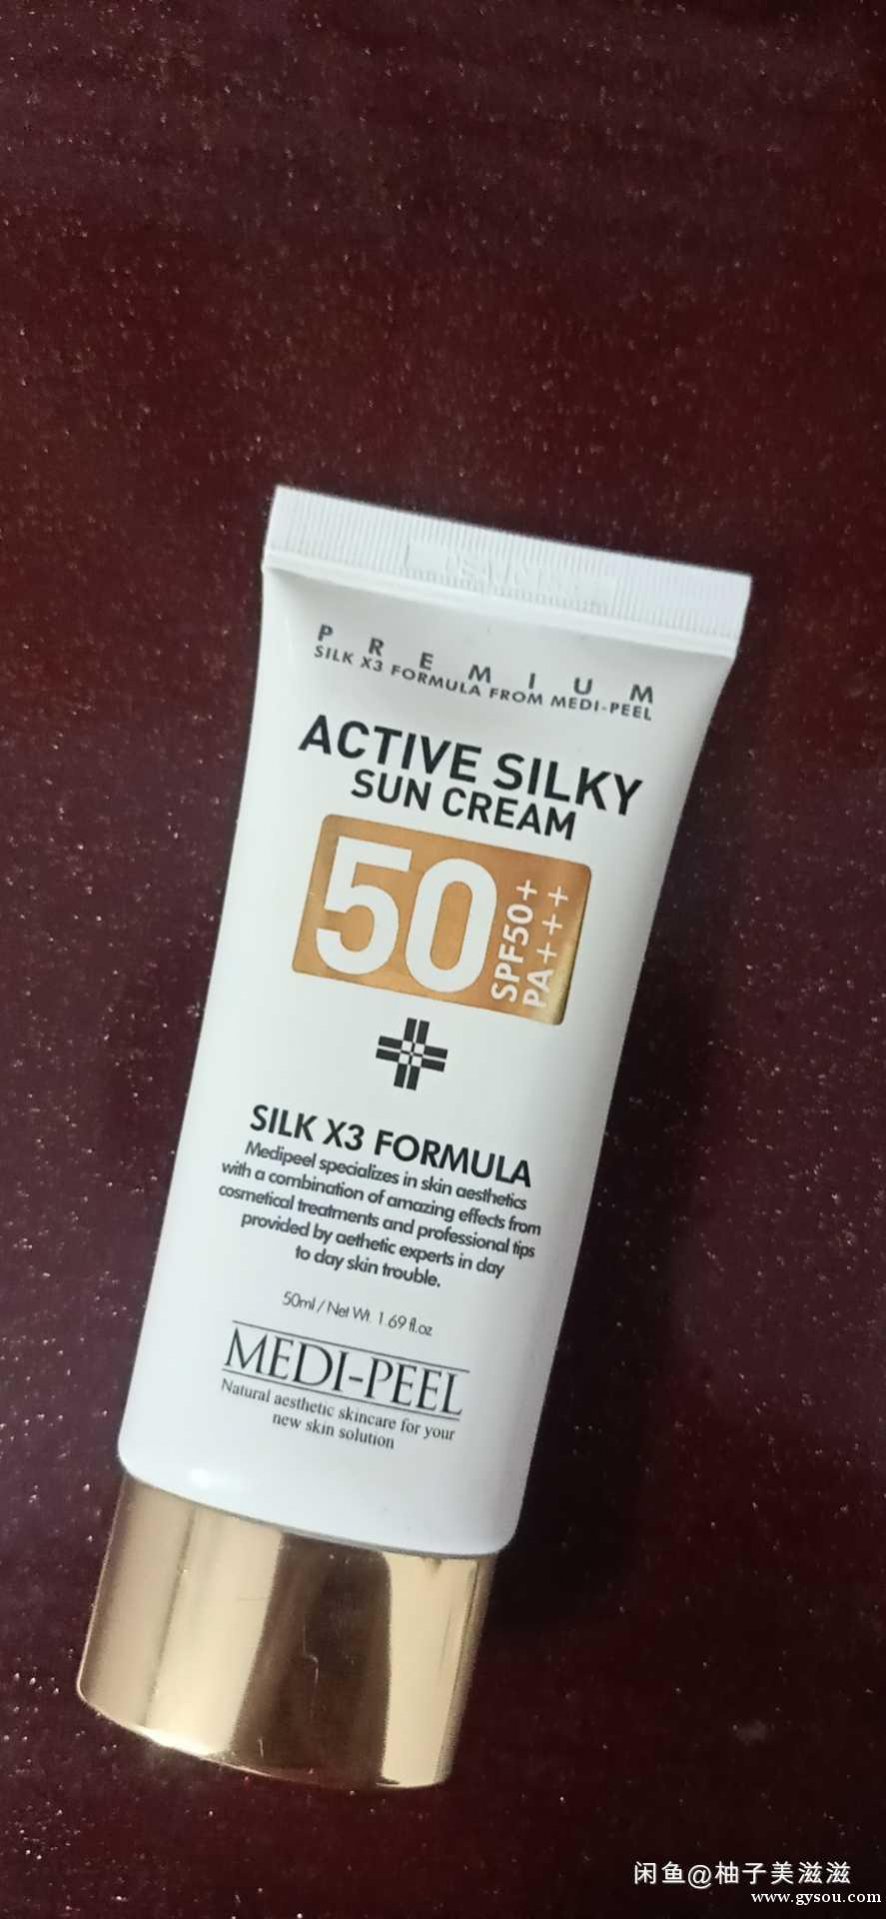 PREMIUM
SILK X3 FORMULA FROM MEDI-PEEL
ACTIVE SILKY
SUN CREAM
50
SPF50+
PA+++
SILK X3 FORMULA
Medipeel specializes in skin aesthetics
with a combination of amazing effects from
cosmetical treatments and professional tips
provided by aethetic experts in day
to day skin trouble.
50ml / Net Wt. 1.69 fl.oz
MEDI-PEEL
Natural aesthetic skincare for your
new skin solution
闲鱼@柚子美滋滋
www.gysou.com